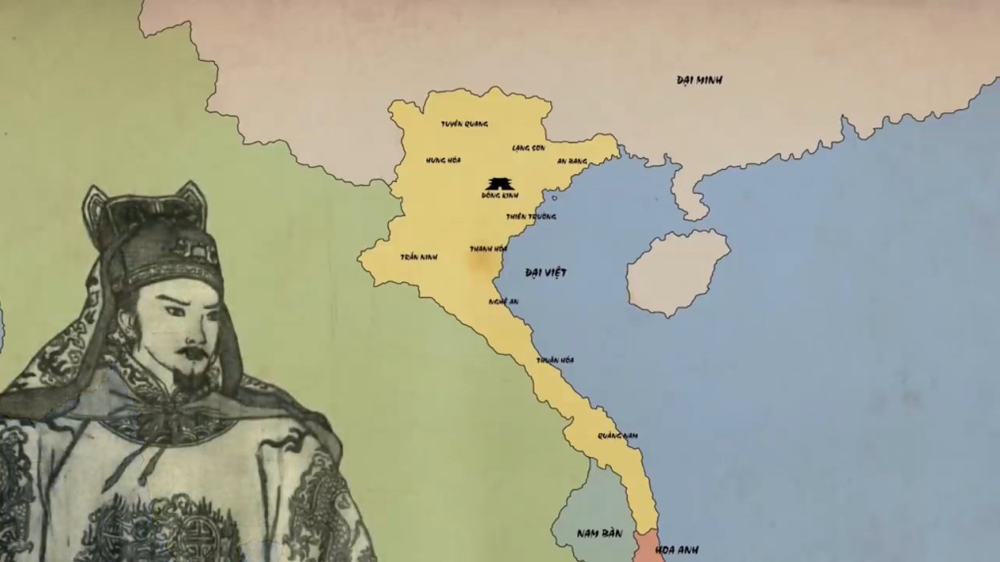 ĐẠI MINH
TUYÊN QUANG
LẠNG SƠN
HƯNG HÓA
AN BANG
ĐÔNG KINH
THIÊN TRƯỜNG
THANH HÓA
TRẤN NINH
ĐẠI VIỆT
NGHỆ AN
THUẬN HÓA
QUẢNG NAM
NAM BÀN
HOA ANH